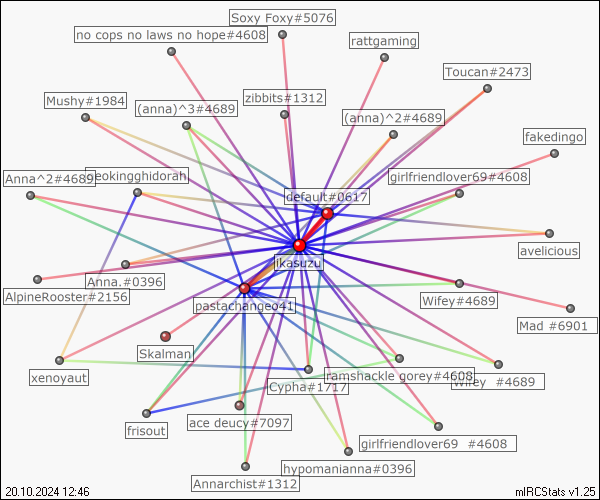 Soxy Foxy#5076
no cops no laws no hope#4608
rattgaming
Toucan#2473
Mushy#1984
(anna)^3#4689
zibbits#1312
(anna)^2#4689
fakedingo
Anna^2#4689
eokingghidorah
girlfriendlover69#4608
default#0617
avelicious
jikasuzu
Anna.#0396
AlpineRooster#2156
pastachangeo41
Wifey#4689
Mad #6901
Skalman
xenoyaut
Cypha#1717
ramshackle gorey#4608
Wifey #4689
frisout
ace deucy#7097
girlfriendlover69 #4608
hypomanianna#0396
Annarchist#1312
20.10.2024 12:46
mIRCStats v1.25